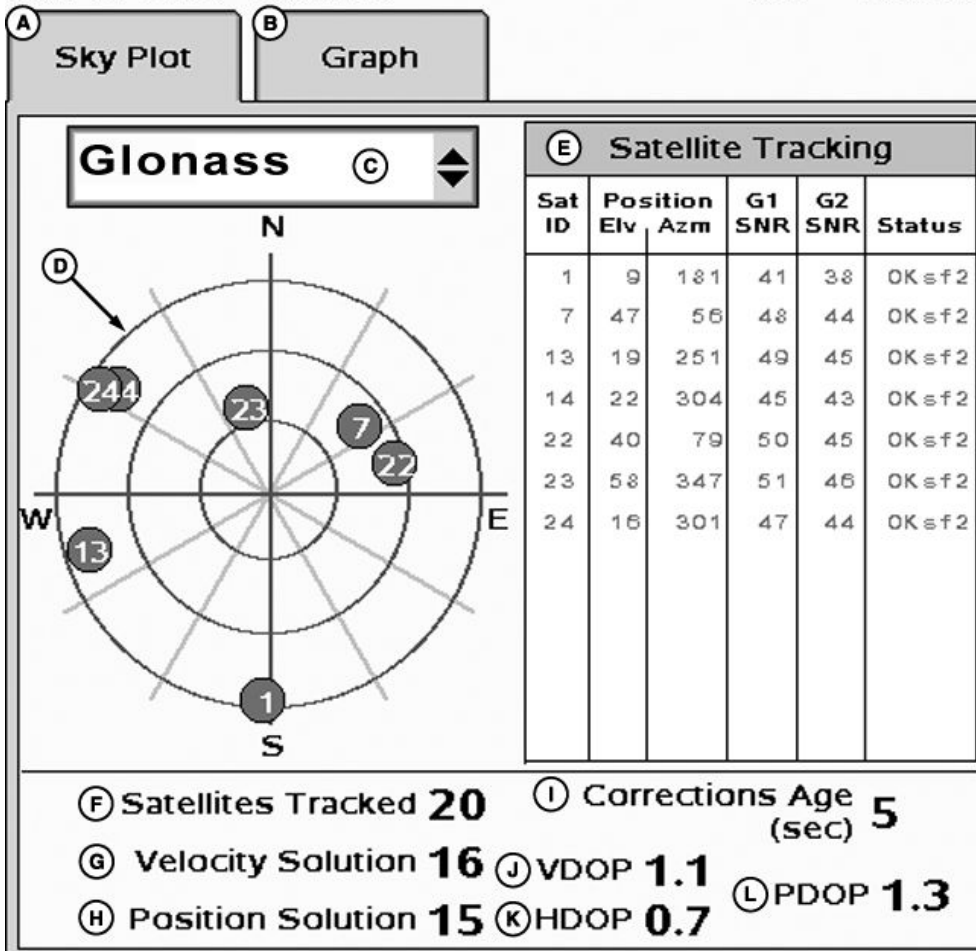 A
Sky Plot
B
Graph
Glonass C
N
D
24 4
23
7
22
W
E
13
1
S
E Satellite Tracking
Sat ID Position Elv Azm G1 SNR G2 SNR Status
1 9 181 41 38 OKsf2
7 47 56 48 44 OKsf2
13 19 251 49 45 OKsf2
14 22 304 45 43 OKsf2
22 40 79 50 45 OKsf2
23 58 347 51 46 OKsf2
24 16 301 47 44 OKsf2
F Satellites Tracked 20
I Corrections Age (sec) 5
G Velocity Solution 16
J VDOP 1.1
L PDOP 1.3
H Position Solution 15
K HDOP 0.7